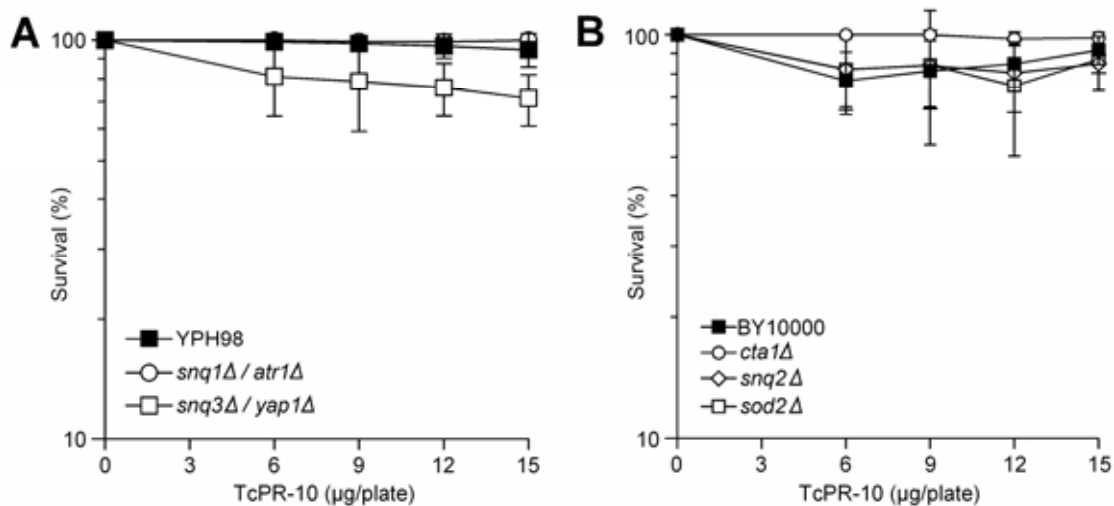 A
100
10
Survival (%)
YPH98
snq1Δ / atr1Δ
snq3Δ / yap1Δ
0 3 6 9 12 15
TcPR-10 (µg/plate)
B
100
10
Survival (%)
BY10000
cta1Δ
snq2Δ
sod2Δ
0 3 6 9 12 15
TcPR-10 (µg/plate)